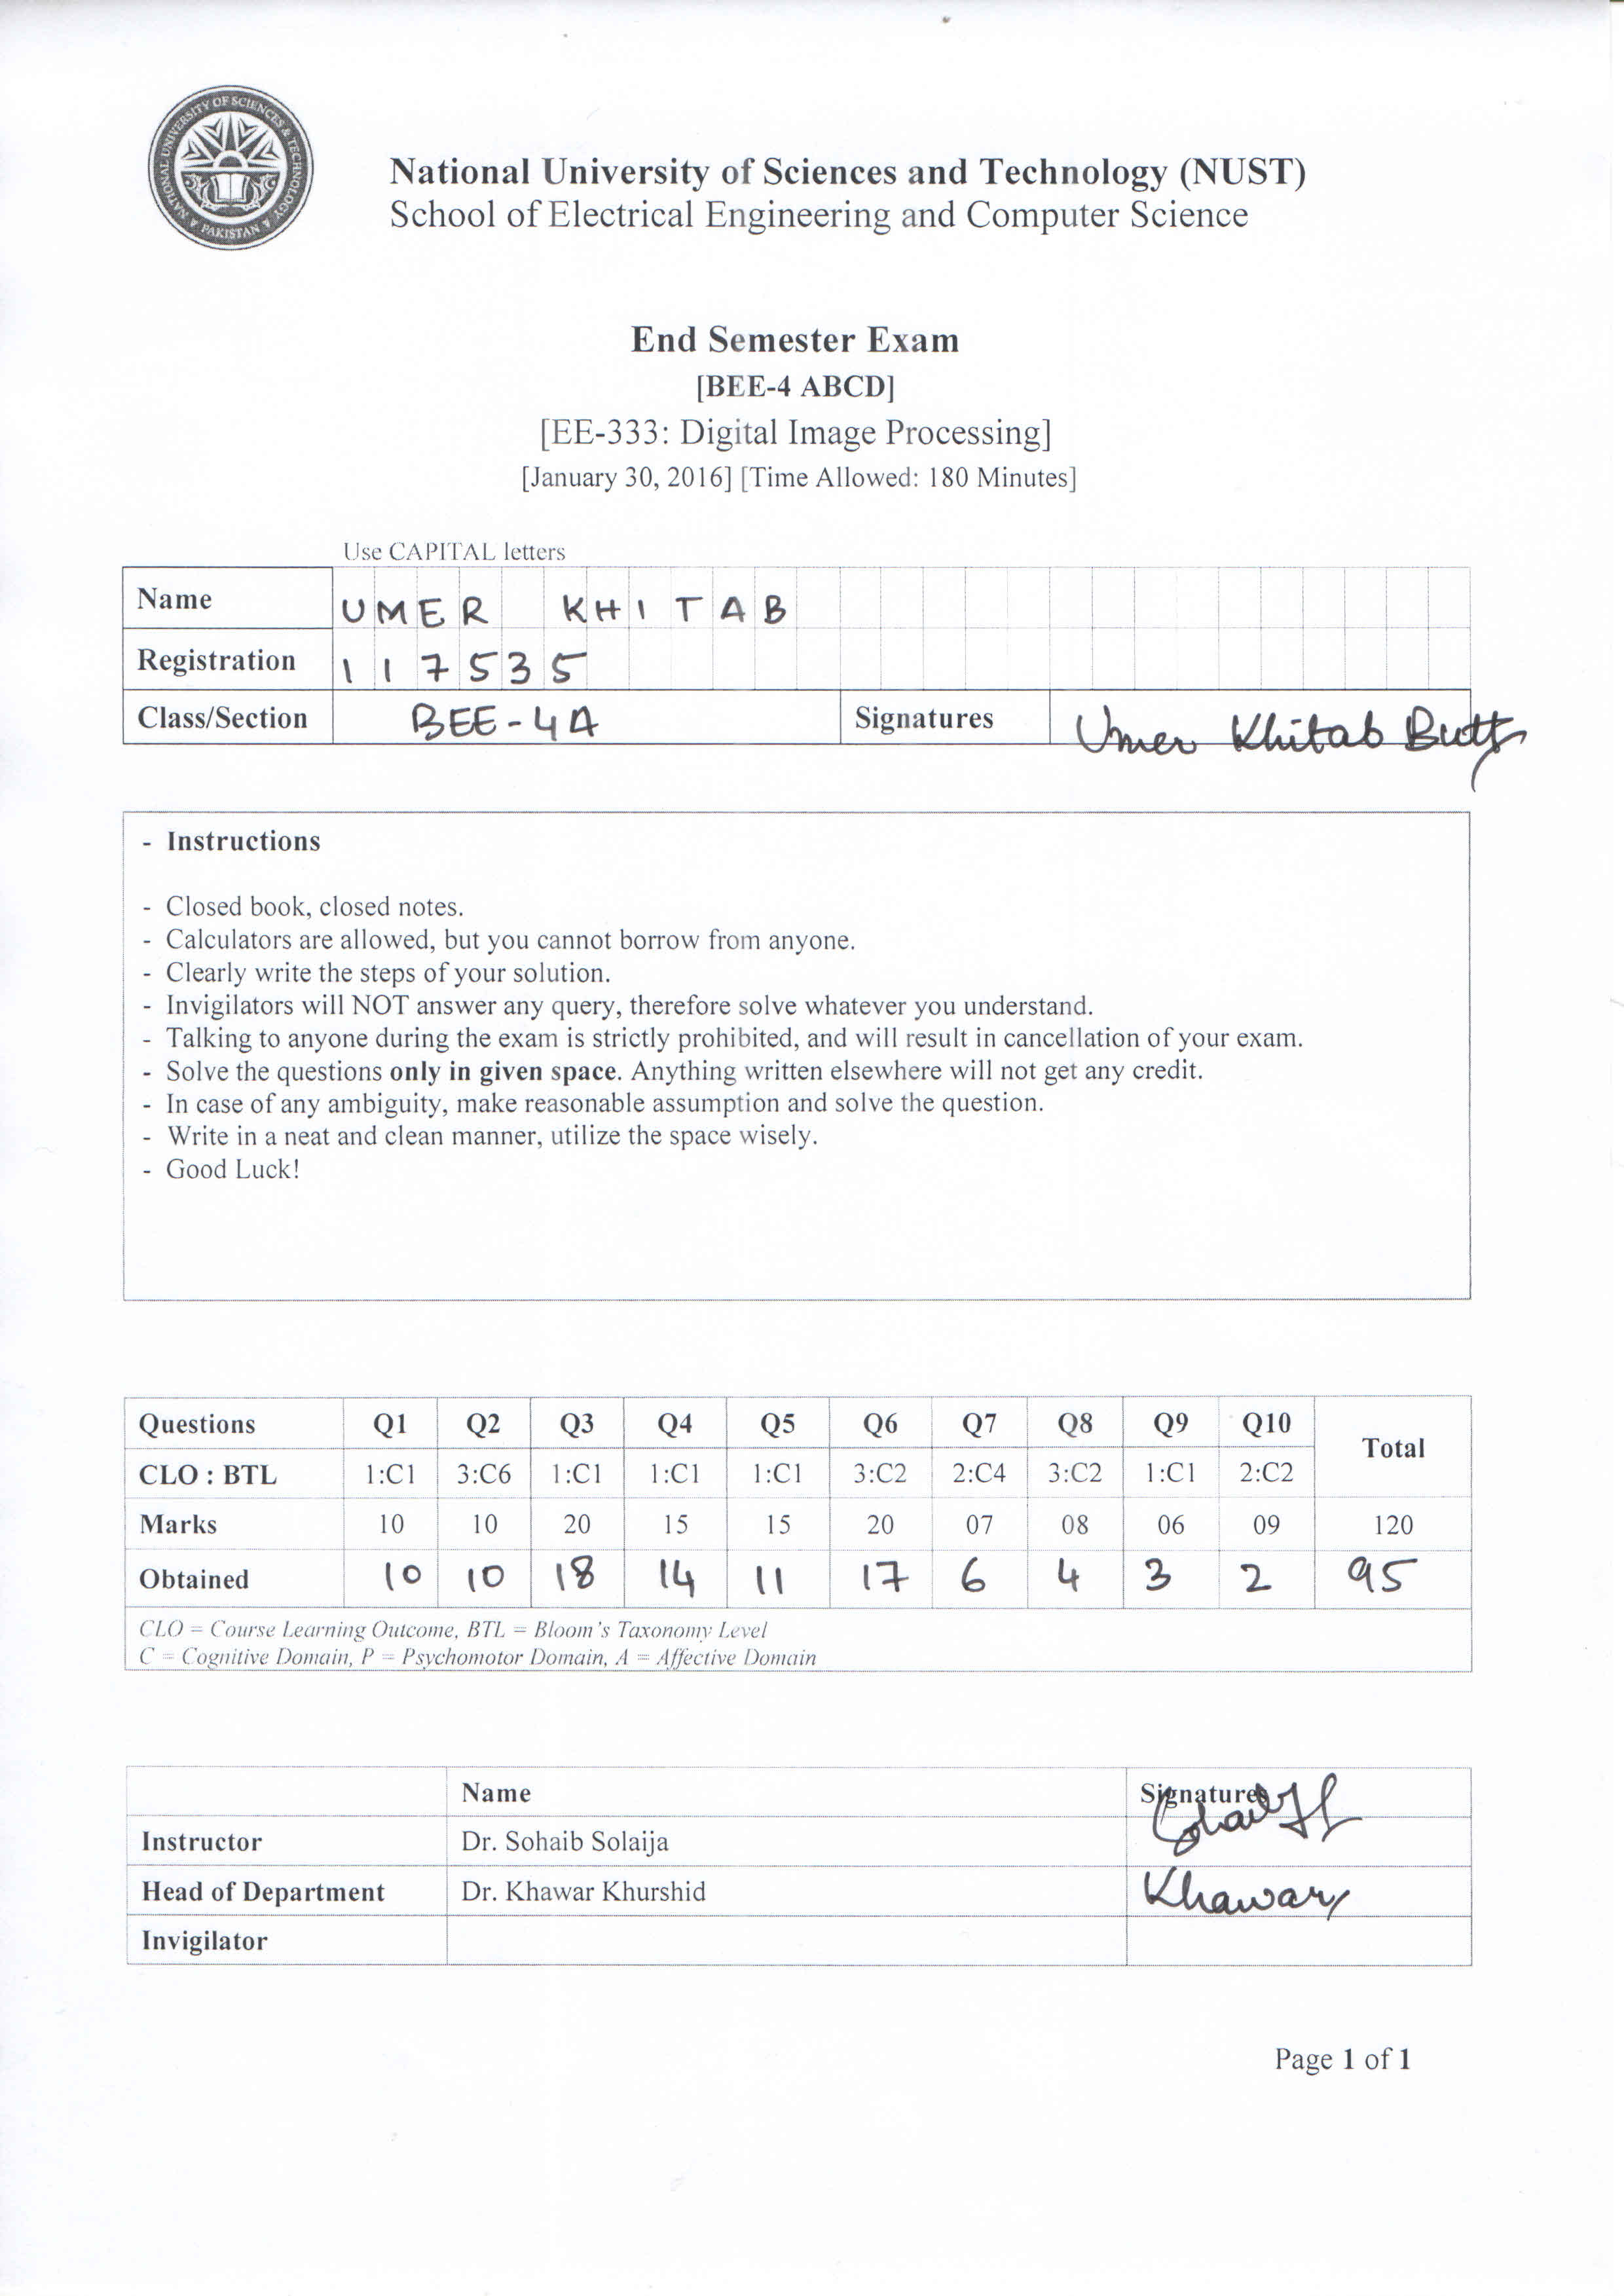 NATIONAL UNIVERSITY OF SCIENCES & TECHNOLOGY
PAKISTAN
National University of Sciences and Technology (NUST)
School of Electrical Engineering and Computer Science
End Semester Exam
[BEE-4 ABCD]
[EE-333: Digital Image Processing]
[January 30, 2016] [Time Allowed: 180 Minutes]
Use CAPITAL letters
Name UMER KHITAB
Registration 117535
Class/Section BEE-4A Signatures Umer Khitab Butt
- Instructions
- Closed book, closed notes.
- Calculators are allowed, but you cannot borrow from anyone.
- Clearly write the steps of your solution.
- Invigilators will NOT answer any query, therefore solve whatever you understand.
- Talking to anyone during the exam is strictly prohibited, and will result in cancellation of your exam.
- Solve the questions only in given space. Anything written elsewhere will not get any credit.
- In case of any ambiguity, make reasonable assumption and solve the question.
- Write in a neat and clean manner, utilize the space wisely.
- Good Luck!
Questions Q1 Q2 Q3 Q4 Q5 Q6 Q7 Q8 Q9 Q10 Total
CLO : BTL 1:C1 3:C6 1:C1 1:C1 1:C1 3:C2 2:C4 3:C2 1:C1 2:C2
Marks 10 10 20 15 15 20 07 08 06 09 120
Obtained 10 10 18 14 11 17 6 4 3 2 95
CLO = Course Learning Outcome, BTL = Bloom's Taxonomy Level
C = Cognitive Domain, P = Psychomotor Domain, A = Affective Domain
Name Signatures
Instructor Dr. Sohaib Solaija
Head of Department Dr. Khawar Khurshid Khawar
Invigilator
Page 1 of 1